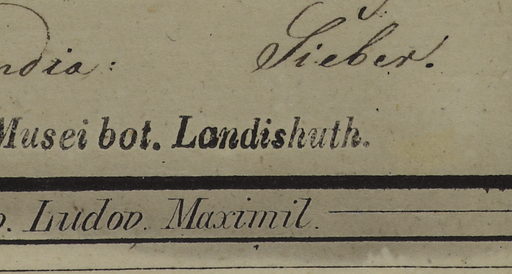 ndia: Sieber.
Musei bot. Landishuth.
o. Ludov. Maximil.